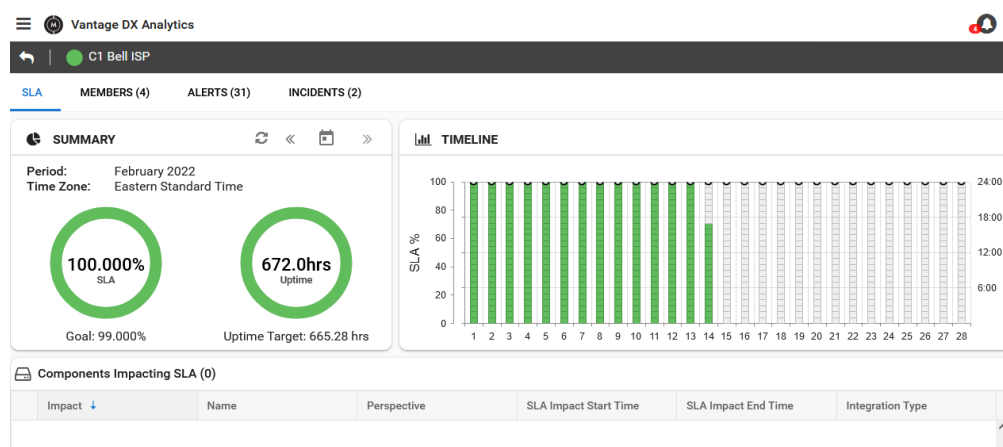 Vantage DX Analytics
4
C1 Bell ISP
SLA MEMBERS (4) ALERTS (31) INCIDENTS (2)
SUMMARY
Period: February 2022
Time Zone: Eastern Standard Time
100.000% SLA
672.0hrs Uptime
Goal: 99.000%
Uptime Target: 665.28 hrs
TIMELINE
SLA %
100
80
60
40
20
0
24:00
18:00
12:00
6:00
1 2 3 4 5 6 7 8 9 10 11 12 13 14 15 16 17 18 19 20 21 22 23 24 25 26 27 28
Components Impacting SLA (0)
Impact Name Perspective SLA Impact Start Time SLA Impact End Time Integration Type